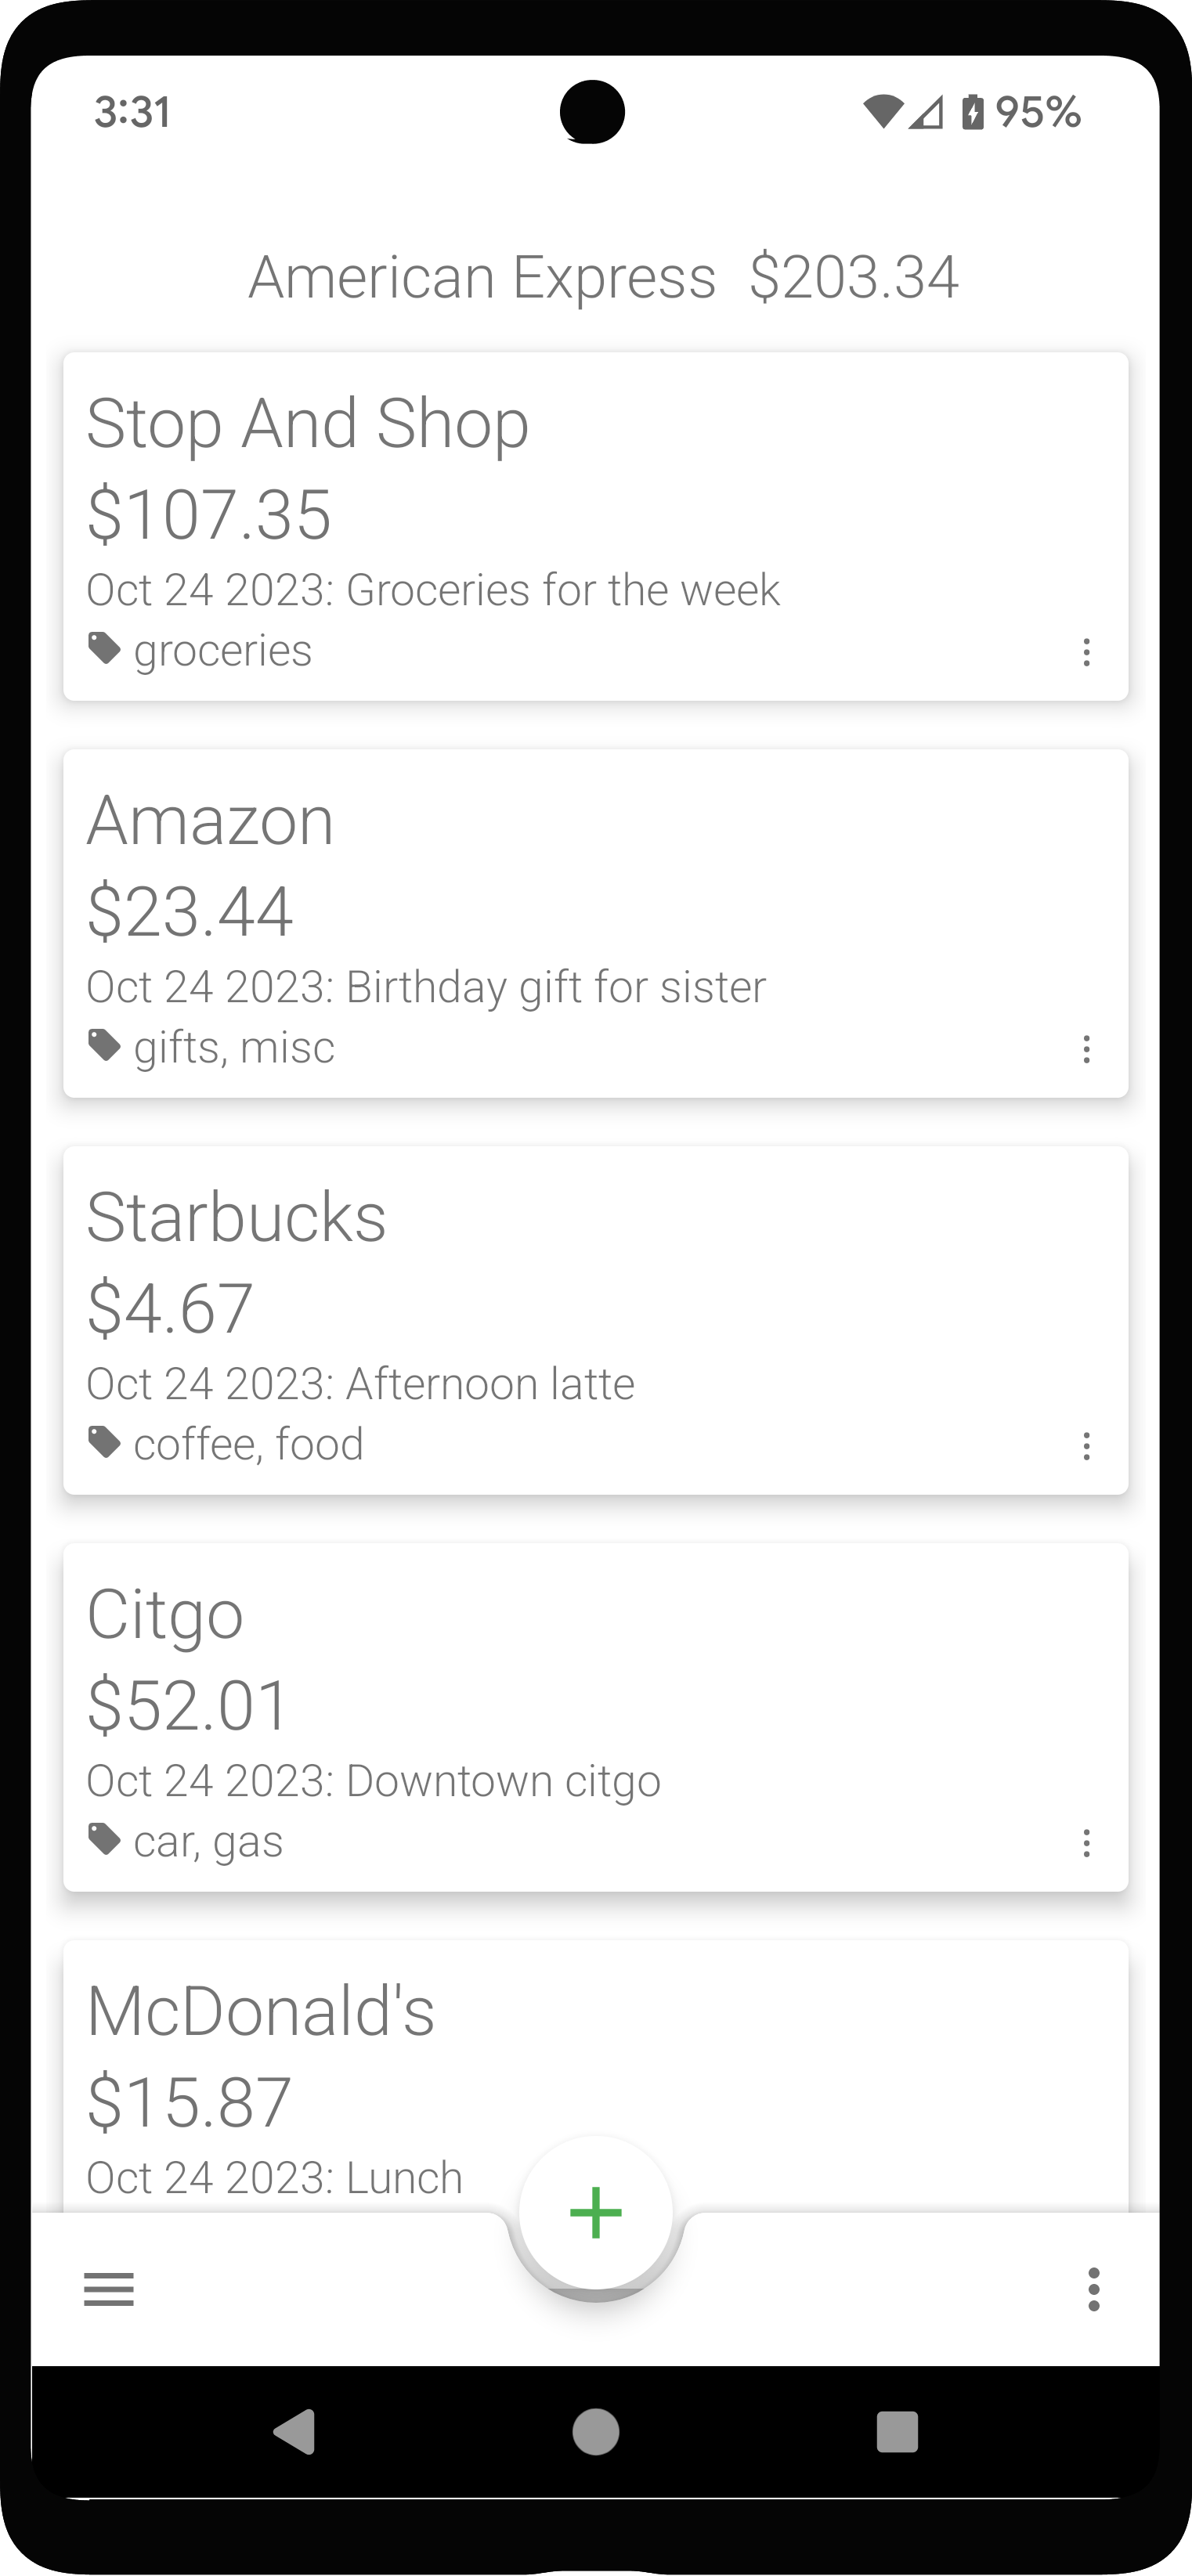 3:31 95%
American Express $203.34
Stop And Shop
$107.35
Oct 24 2023: Groceries for the week
groceries
Amazon
$23.44
Oct 24 2023: Birthday gift for sister
gifts, misc
Starbucks
$4.67
Oct 24 2023: Afternoon latte
coffee, food
Citgo
$52.01
Oct 24 2023: Downtown citgo
car, gas
McDonald's
$15.87
Oct 24 2023: Lunch